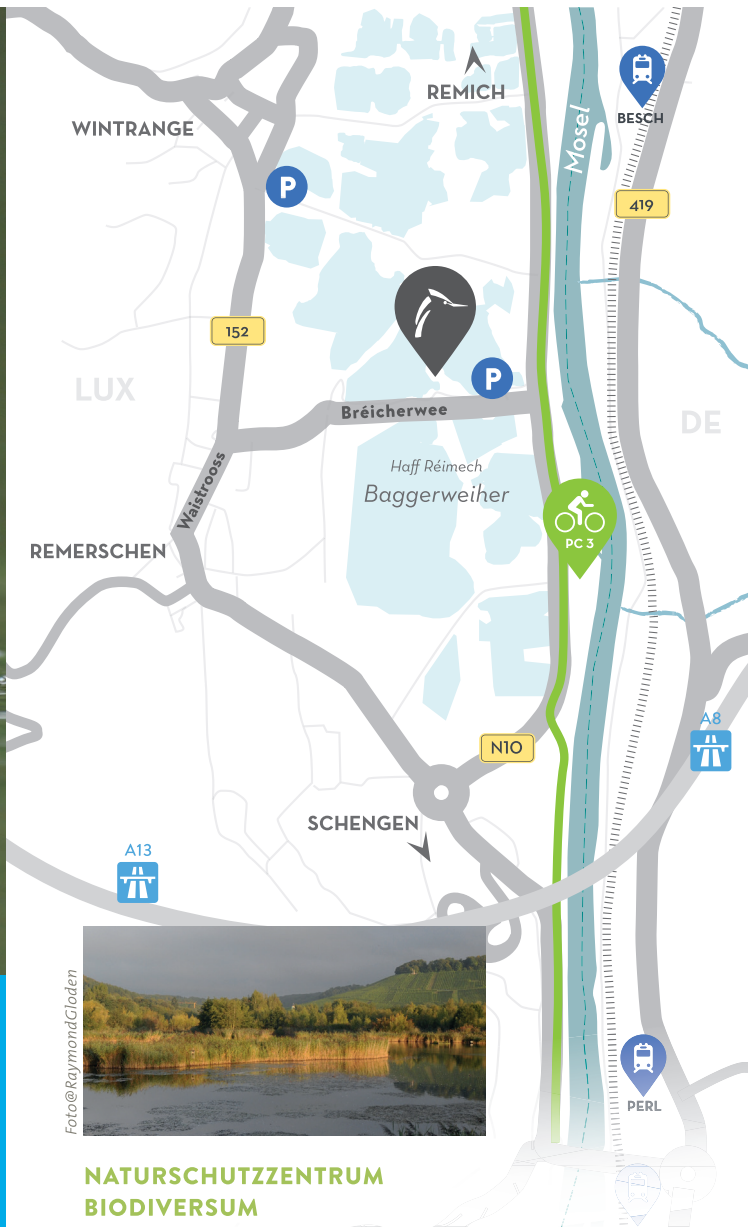 REMICH
BESCH
WINTRANGE
Mosel
P
419
152
LUX
P
Bréicherwee
DE
Haff Réimech
Baggerweiher
Waistrooss
PC 3
REMERSCHEN
A8
N10
SCHENGEN
A13
Foto@RaymondGloden
PERL
NATURSCHUTZZENTRUM
BIODIVERSUM